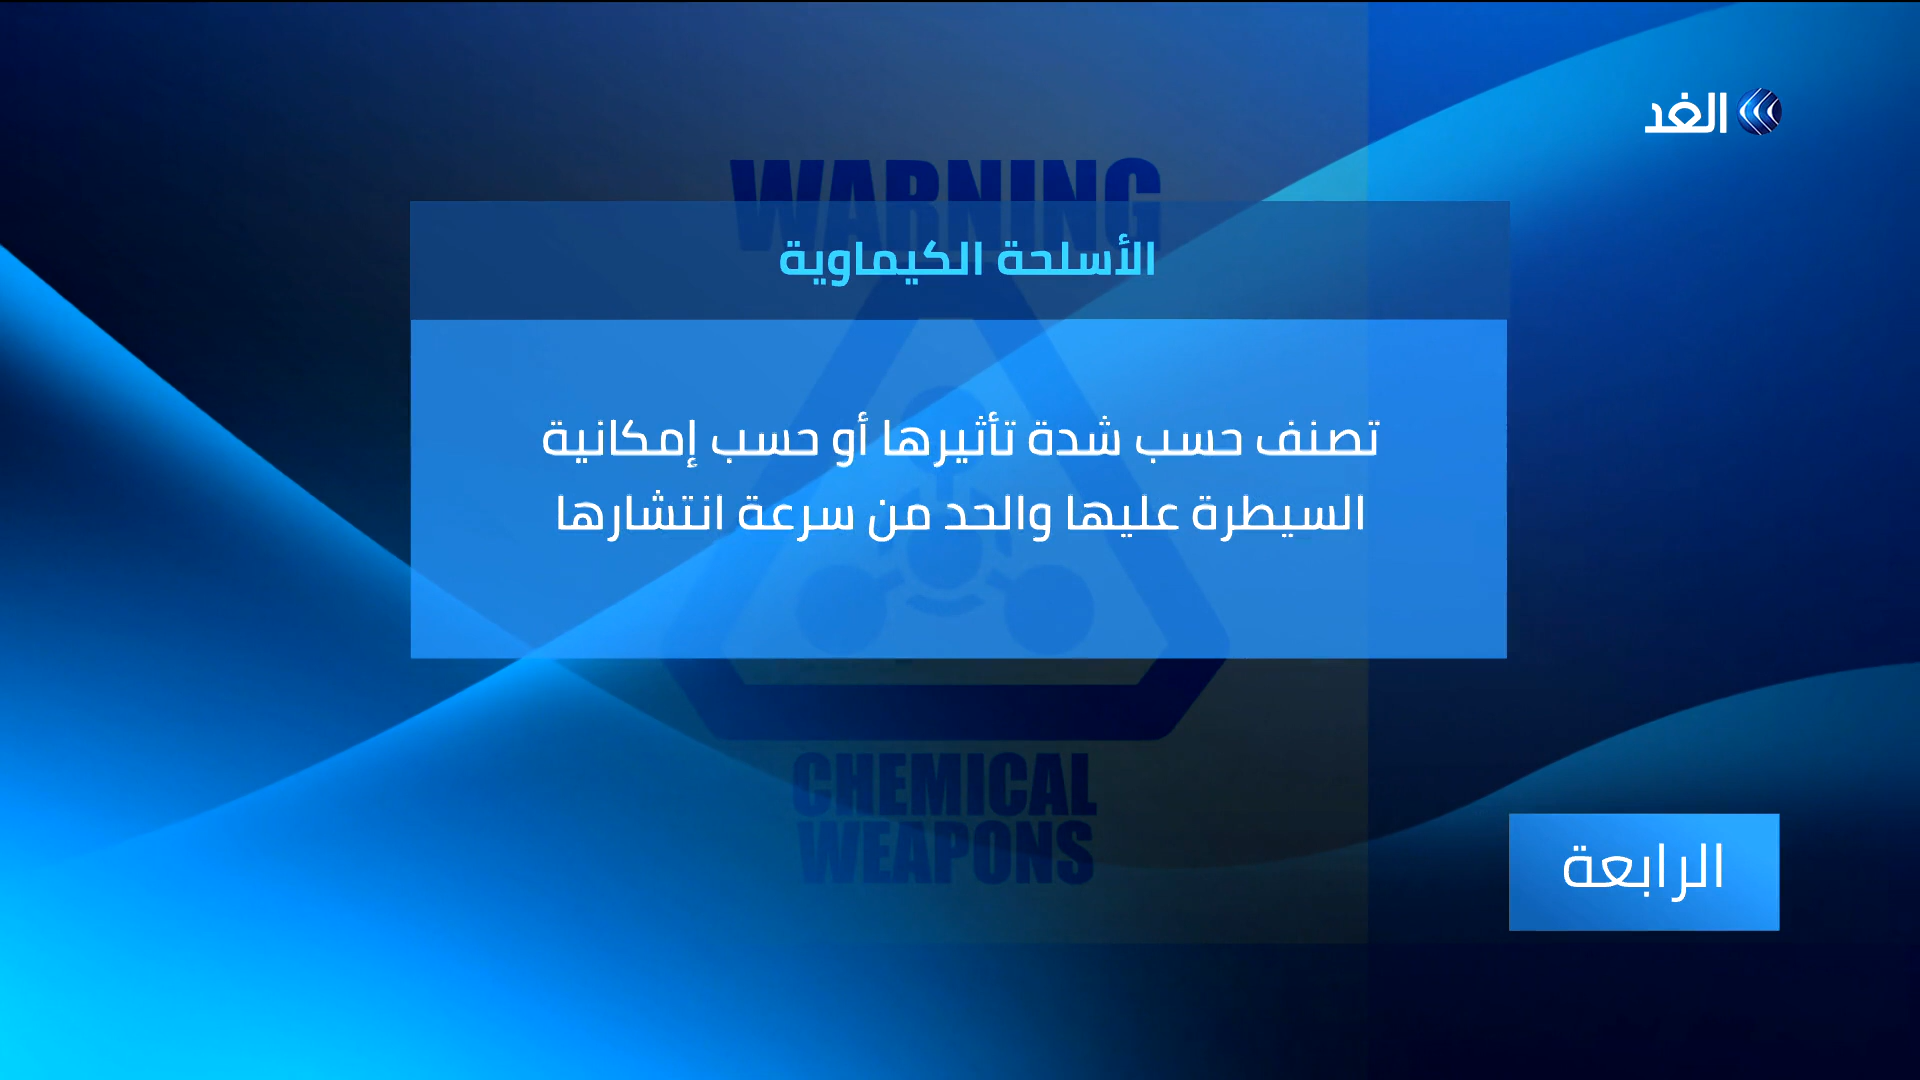 الغد
WARNING
الأسلحة الكيماوية
تصنف حسب شدة تأثيرها أو حسب إمكانية
السيطرة عليها والحد من سرعة انتشارها
CHEMICAL
WEAPONS
الرابعة